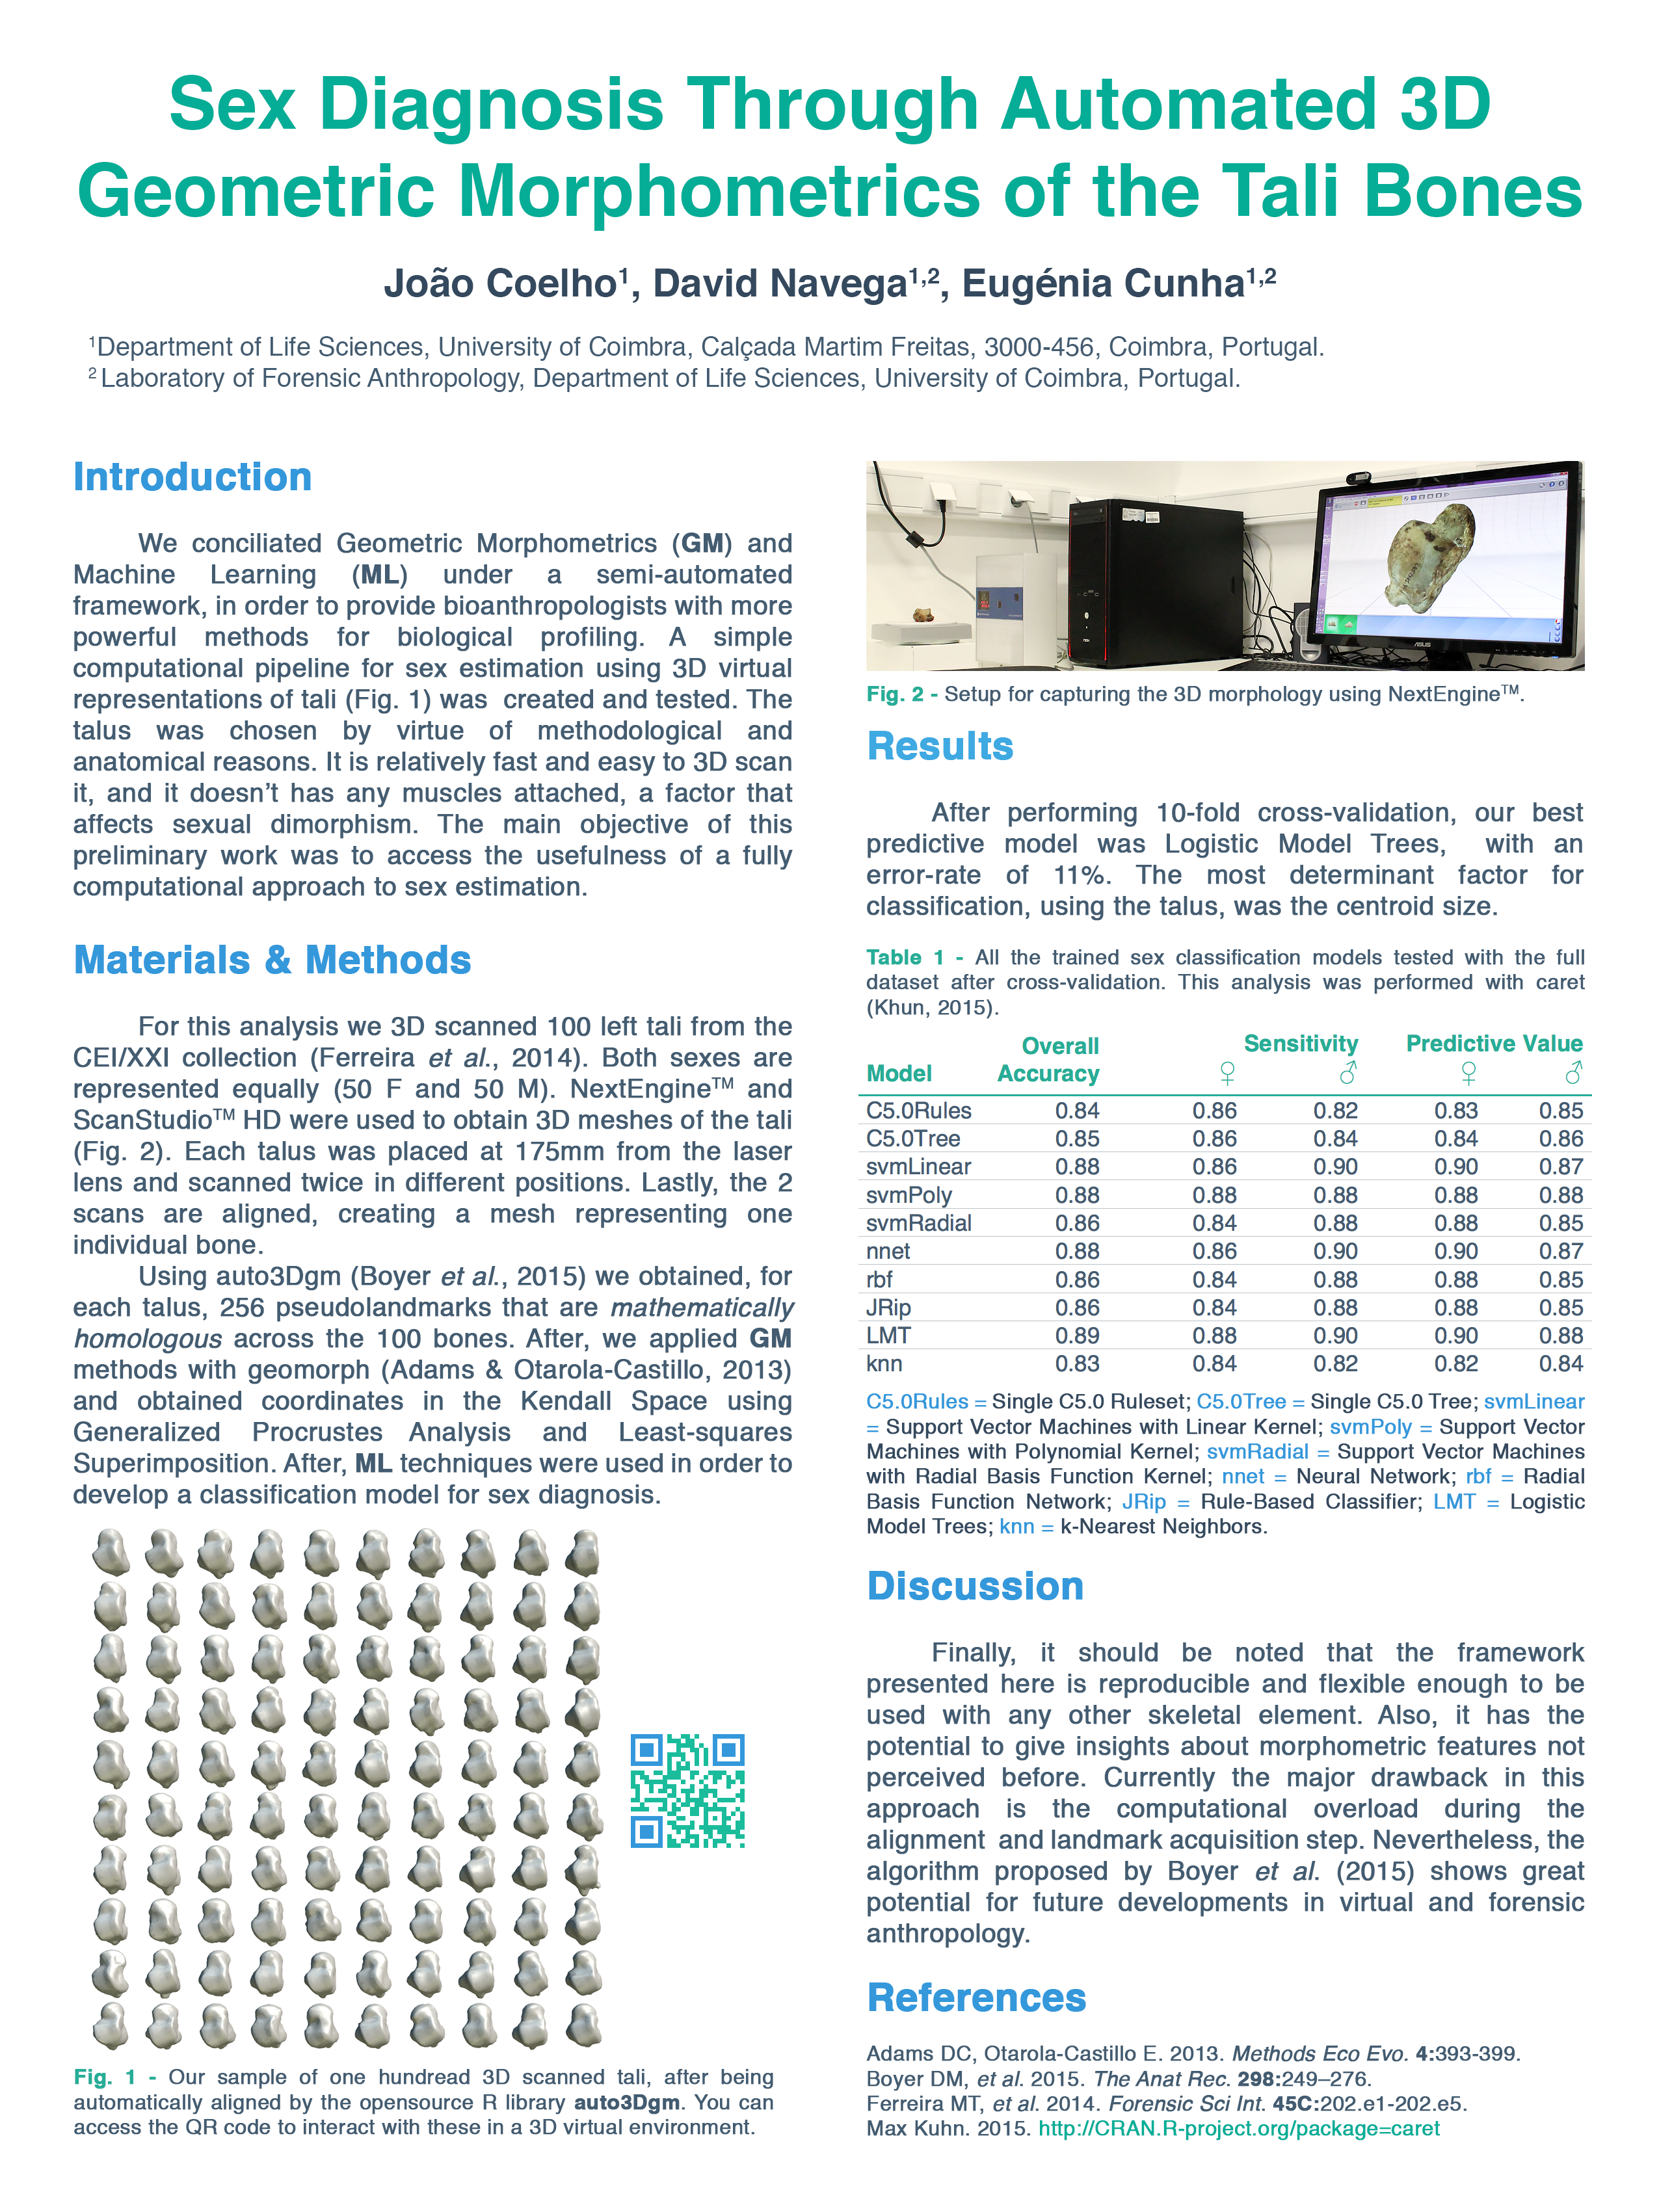 Sex Diagnosis Through Automated 3D
Geometric Morphometrics of the Tali Bones
João Coelho¹, David Navega¹,², Eugénia Cunha¹,²
¹Department of Life Sciences, University of Coimbra, Calçada Martim Freitas, 3000-456, Coimbra, Portugal.
² Laboratory of Forensic Anthropology, Department of Life Sciences, University of Coimbra, Portugal.
Introduction
We conciliated Geometric Morphometrics (GM) and
Machine Learning (ML) under a semi-automated
framework, in order to provide bioanthropologists with more
powerful methods for biological profiling. A simple
computational pipeline for sex estimation using 3D virtual
representations of tali (Fig. 1) was created and tested. The
talus was chosen by virtue of methodological and
anatomical reasons. It is relatively fast and easy to 3D scan
it, and it doesn't has any muscles attached, a factor that
affects sexual dimorphism. The main objective of this
preliminary work was to access the usefulness of a fully
computational approach to sex estimation.
Materials & Methods
For this analysis we 3D scanned 100 left tali from the
CEI/XXI collection (Ferreira et al., 2014). Both sexes are
represented equally (50 F and 50 M). NextEngine™ and
ScanStudio™ HD were used to obtain 3D meshes of the tali
(Fig. 2). Each talus was placed at 175mm from the laser
lens and scanned twice in different positions. Lastly, the 2
scans are aligned, creating a mesh representing one
individual bone.
Using auto3Dgm (Boyer et al., 2015) we obtained, for
each talus, 256 pseudolandmarks that are mathematically
homologous across the 100 bones. After, we applied GM
methods with geomorph (Adams & Otarola-Castillo, 2013)
and obtained coordinates in the Kendall Space using
Generalized Procrustes Analysis and Least-squares
Superimposition. After, ML techniques were used in order to
develop a classification model for sex diagnosis.
Fig. 1 - Our sample of one hundread 3D scanned tali, after being
automatically aligned by the opensource R library auto3Dgm. You can
access the QR code to interact with these in a 3D virtual environment.
ASUS
Fig. 2 - Setup for capturing the 3D morphology using NextEngine™.
Results
After performing 10-fold cross-validation, our best
predictive model was Logistic Model Trees, with an
error-rate of 11%. The most determinant factor for
classification, using the talus, was the centroid size.
Table 1 - All the trained sex classification models tested with the full
dataset after cross-validation. This analysis was performed with caret
(Khun, 2015).
Overall Sensitivity Predictive Value
Model Accuracy ♀ ♂ ♀ ♂
C5.0Rules 0.84 0.86 0.82 0.83 0.85
C5.0Tree 0.85 0.86 0.84 0.84 0.86
svmLinear 0.88 0.86 0.90 0.90 0.87
svmPoly 0.88 0.88 0.88 0.88 0.88
svmRadial 0.86 0.84 0.88 0.88 0.85
nnet 0.88 0.86 0.90 0.90 0.87
rbf 0.86 0.84 0.88 0.88 0.85
JRip 0.86 0.84 0.88 0.88 0.85
LMT 0.89 0.88 0.90 0.90 0.88
knn 0.83 0.84 0.82 0.82 0.84
C5.0Rules = Single C5.0 Ruleset; C5.0Tree = Single C5.0 Tree; svmLinear
= Support Vector Machines with Linear Kernel; svmPoly = Support Vector
Machines with Polynomial Kernel; svmRadial = Support Vector Machines
with Radial Basis Function Kernel; nnet = Neural Network; rbf = Radial
Basis Function Network; JRip = Rule-Based Classifier; LMT = Logistic
Model Trees; knn = k-Nearest Neighbors.
Discussion
Finally, it should be noted that the framework
presented here is reproducible and flexible enough to be
used with any other skeletal element. Also, it has the
potential to give insights about morphometric features not
perceived before. Currently the major drawback in this
approach is the computational overload during the
alignment and landmark acquisition step. Nevertheless, the
algorithm proposed by Boyer et al. (2015) shows great
potential for future developments in virtual and forensic
anthropology.
References
Adams DC, Otarola-Castillo E. 2013. Methods Eco Evo. 4:393-399.
Boyer DM, et al. 2015. The Anat Rec. 298:249–276.
Ferreira MT, et al. 2014. Forensic Sci Int. 45C:202.e1-202.e5.
Max Kuhn. 2015. http://CRAN.R-project.org/package=caret